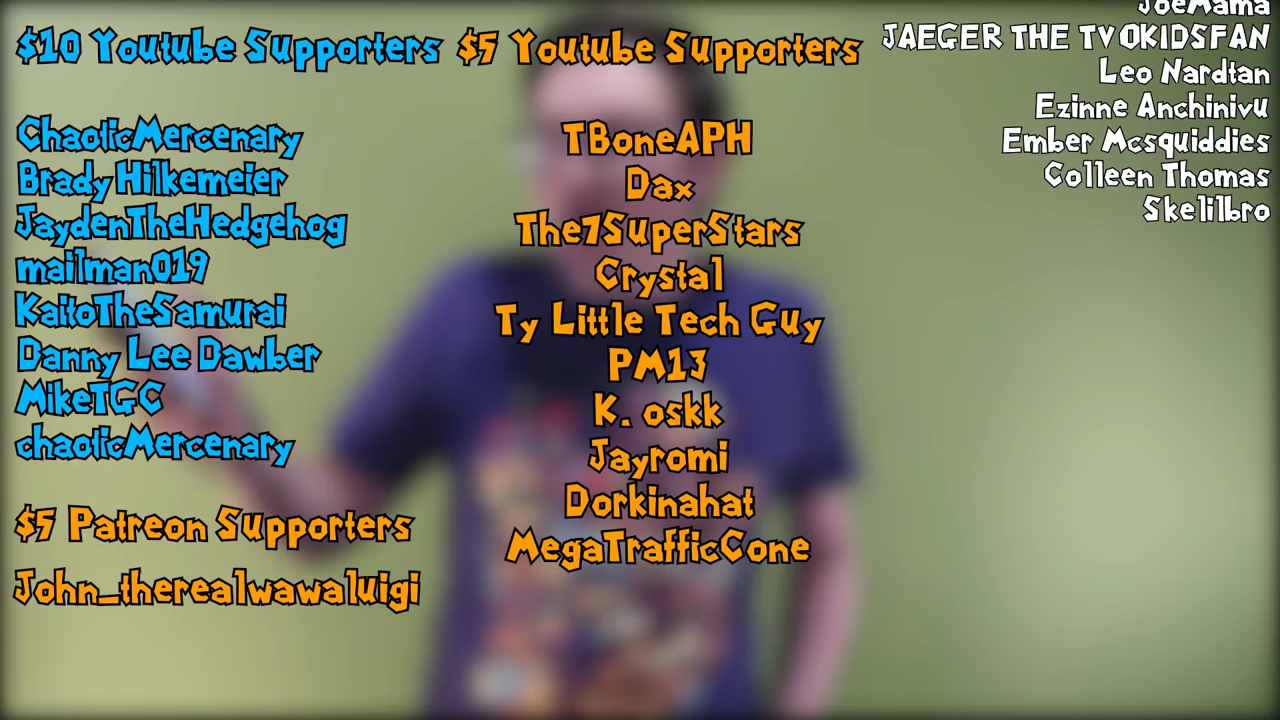 $10 Youtube Supporters
ChaoticMercenary
Brady Hilkemeier
JaydenTheHedgehog
mailman019
KaitoTheSamurai
Danny Lee Dawber
MikeTGC
chaoticMercenary
$5 Patreon Supporters
John_therealwawaluigi
$5 Youtube Supporters
TBoneAPH
Dax
The7SuperStars
Crystal
Ty Little Tech Guy
PM13
K. oskk
Jayromi
Dorkinahat
MegaTrafficCone
JoeMama
JAEGER THE TVOKIDSFAN
Leo Nardtan
Ezinne Anchinivu
Ember Mcsquiddies
Colleen Thomas
Skelilbro